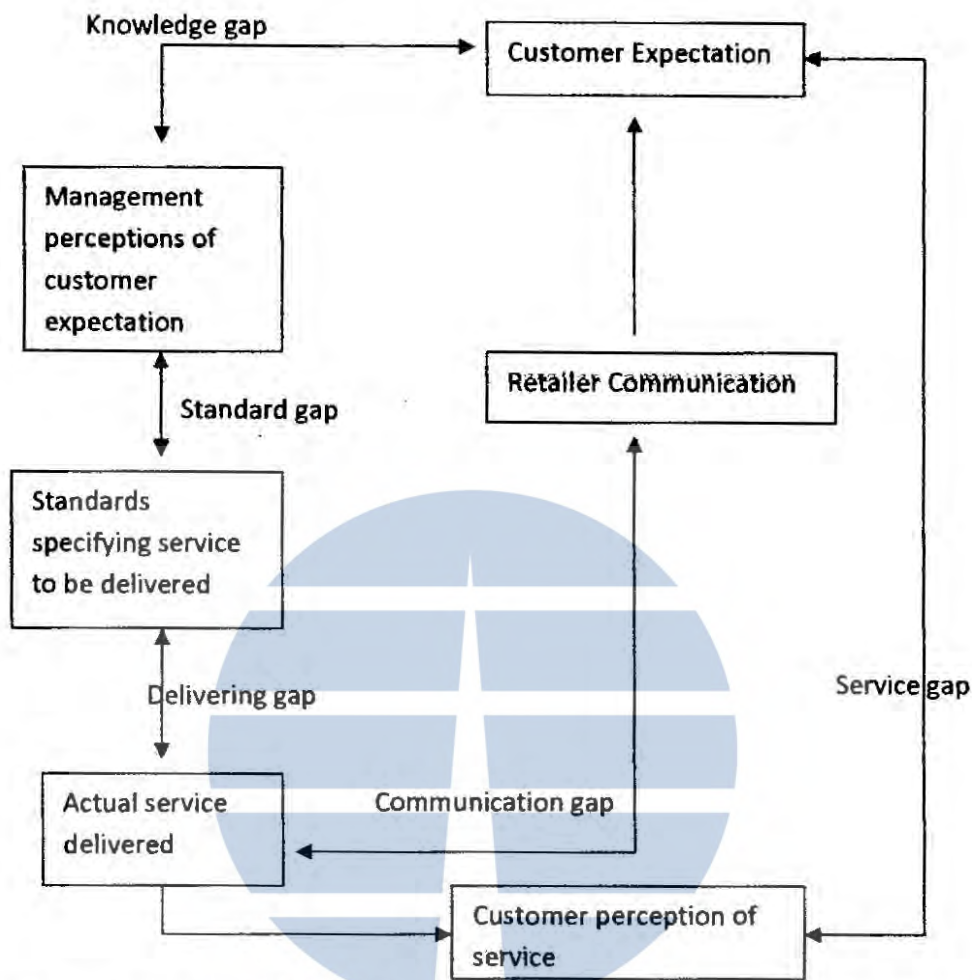 Knowledge gap
Customer Expectation
Management
perceptions of
customer
expectation
Retailer Communication
Standard gap
Standards
specifying service
to be delivered
Delivering gap
Service gap
Actual service
delivered
Communication gap
Customer perception of
service